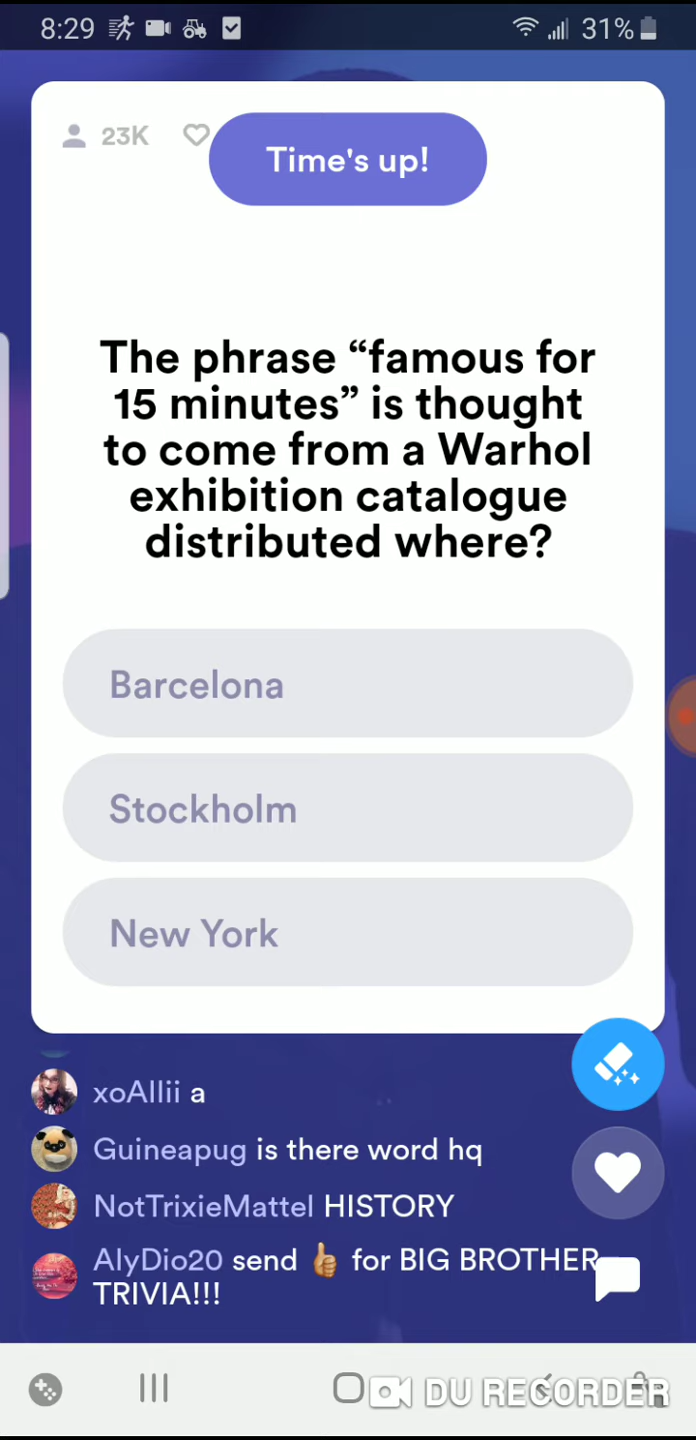 8:29 31%
23K
Time's up!
The phrase “famous for
15 minutes” is thought
to come from a Warhol
exhibition catalogue
distributed where?
Barcelona
Stockholm
New York
xoAllii a
Guineapug is there word hq
NotTrixieMattel HISTORY
AlyDio20 send 👍 for BIG BROTHER
TRIVIA!!!
DU RECORDER